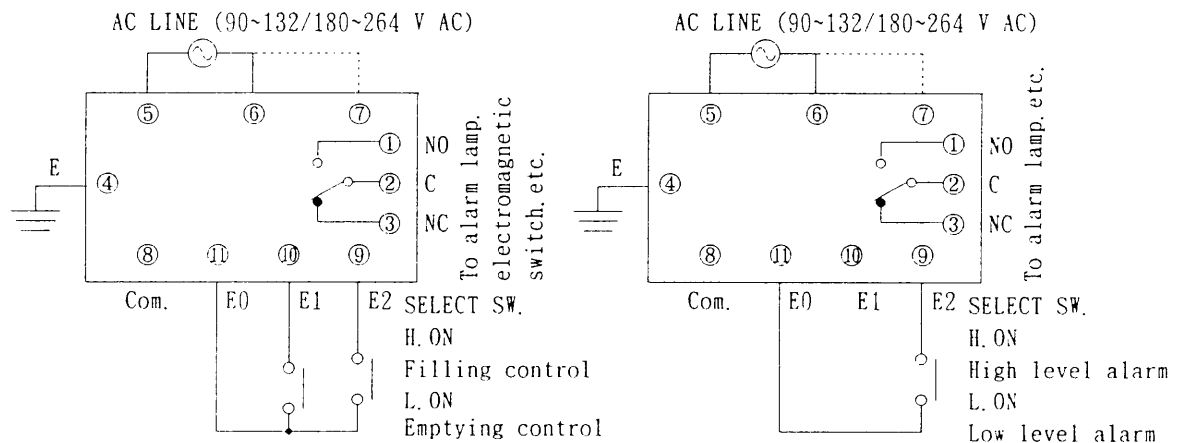 AC LINE (90~132/180~264 V AC)
⑤ ⑥ ⑦
① NO
E
④
② C
③ NC
To alarm lamp.
electromagnetic
switch.etc.
⑧ ⑪ ⑩ ⑨
Com. E0 E1 E2 SELECT SW.
H.ON
Filling control
L.ON
Emptying control
AC LINE (90~132/180~264 V AC)
⑤ ⑥ ⑦
① NO
E
④
② C
③ NC
To alarm lamp.etc.
⑧ ⑪ ⑩ ⑨
Com. E0 E1 E2 SELECT SW.
H.ON
High level alarm
L.ON
Low level alarm